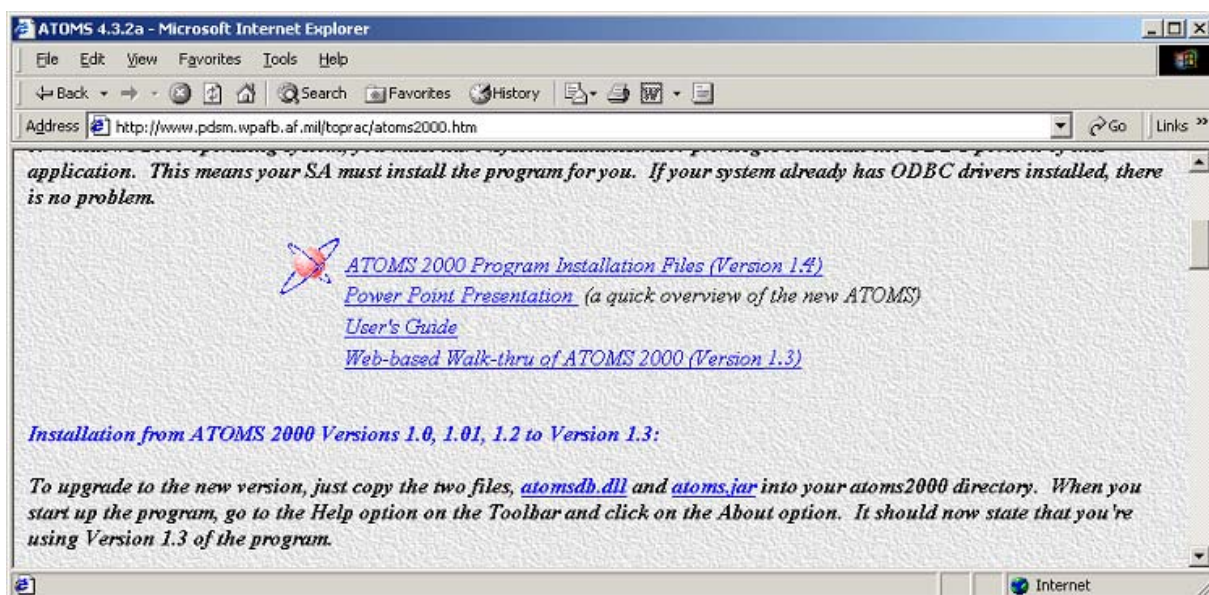 ATOMS 4.3.2a - Microsoft Internet Explorer
File Edit View Favorites Tools Help
Back Search Favorites History
Address http://www.pdsm.wpafb.af.mil/toprac/atoms2000.htm Go Links »
application. This means your SA must install the program for you. If your system already has ODBC drivers installed, there
is no problem.
ATOMS 2000 Program Installation Files (Version 1.4)
Power Point Presentation (a quick overview of the new ATOMS)
User's Guide
Web-based Walk-thru of ATOMS 2000 (Version 1.3)
Installation from ATOMS 2000 Versions 1.0, 1.01, 1.2 to Version 1.3:
To upgrade to the new version, just copy the two files, atomsdb.dll and atoms.jar into your atoms2000 directory. When you
start up the program, go to the Help option on the Toolbar and click on the About option. It should now state that you're
using Version 1.3 of the program.
Internet